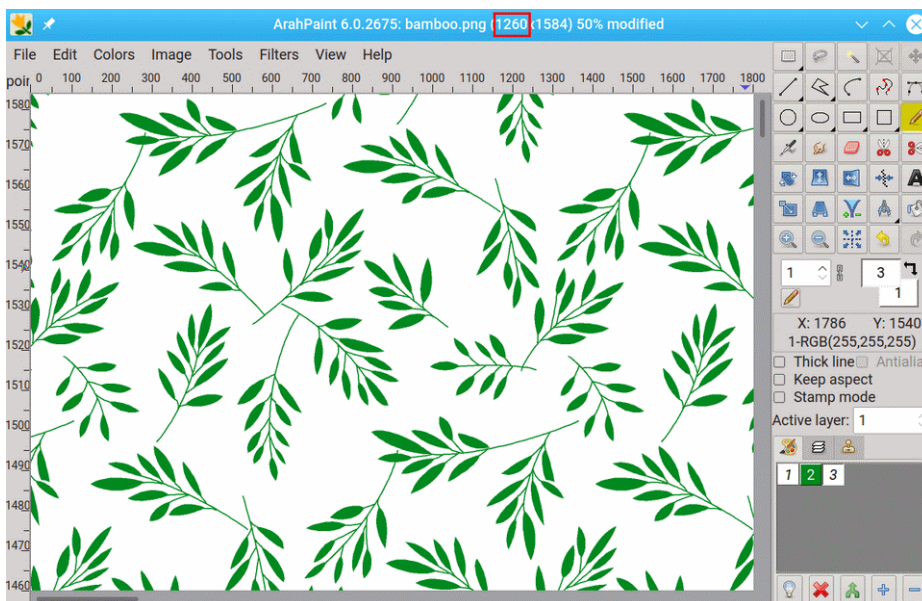 ArahPaint 6.0.2675: bamboo.png (1260x1584) 50% modified
File Edit Colors Image Tools Filters View Help
poir 0 100 200 300 400 500 600 700 800 900 1000 1100 1200 1300 1400 1500 1600 1700 1800
1580
1570
1560
1550
1540
1530
1520
1510
1500
1490
1480
1470
1460
1 3
1
X: 1786 Y: 1540
1-RGB(255,255,255)
Thick line Antialia
Keep aspect
Stamp mode
Active layer: 1
1 2 3